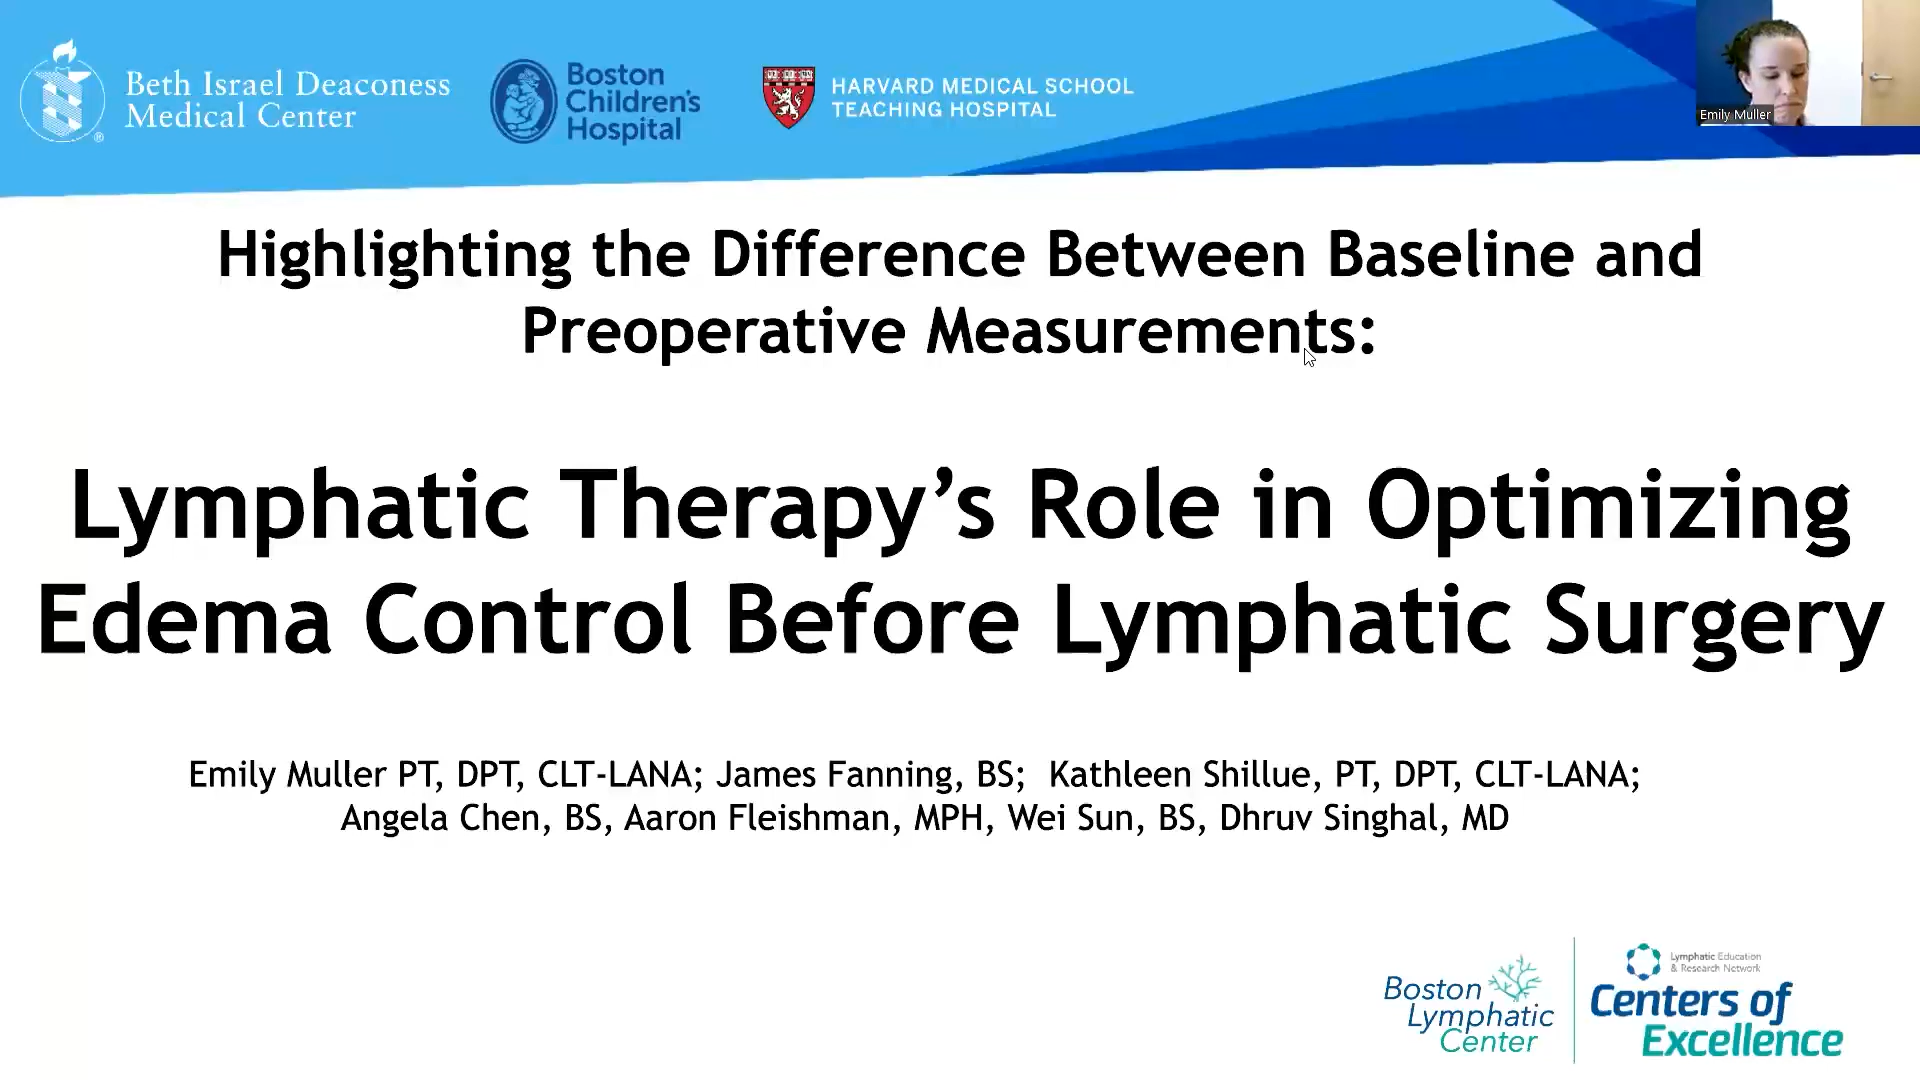 Beth Israel Deaconess
Medical Center
®
Boston
Children's
Hospital
HARVARD MEDICAL SCHOOL
TEACHING HOSPITAL
Emily Muller
Highlighting the Difference Between Baseline and
Preoperative Measurements:
Lymphatic Therapy’s Role in Optimizing
Edema Control Before Lymphatic Surgery
Emily Muller PT, DPT, CLT-LANA; James Fanning, BS; Kathleen Shillue, PT, DPT, CLT-LANA;
Angela Chen, BS, Aaron Fleishman, MPH, Wei Sun, BS, Dhruv Singhal, MD
Boston
Lymphatic
Center
Lymphatic Education
& Research Network
Centers of
Excellence